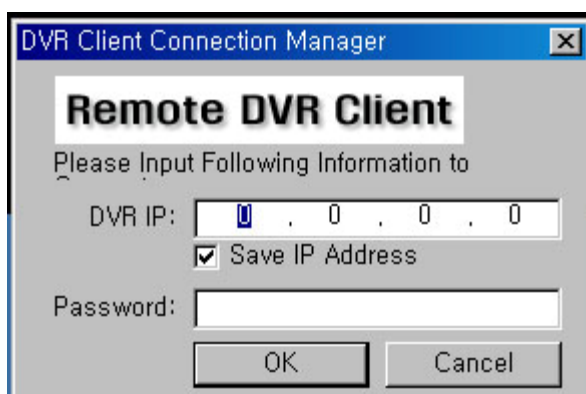 DVR Client Connection Manager
Remote DVR Client
Please Input Following Information to
DVR IP: 0 . 0 . 0 . 0
Save IP Address
Password:
OK Cancel